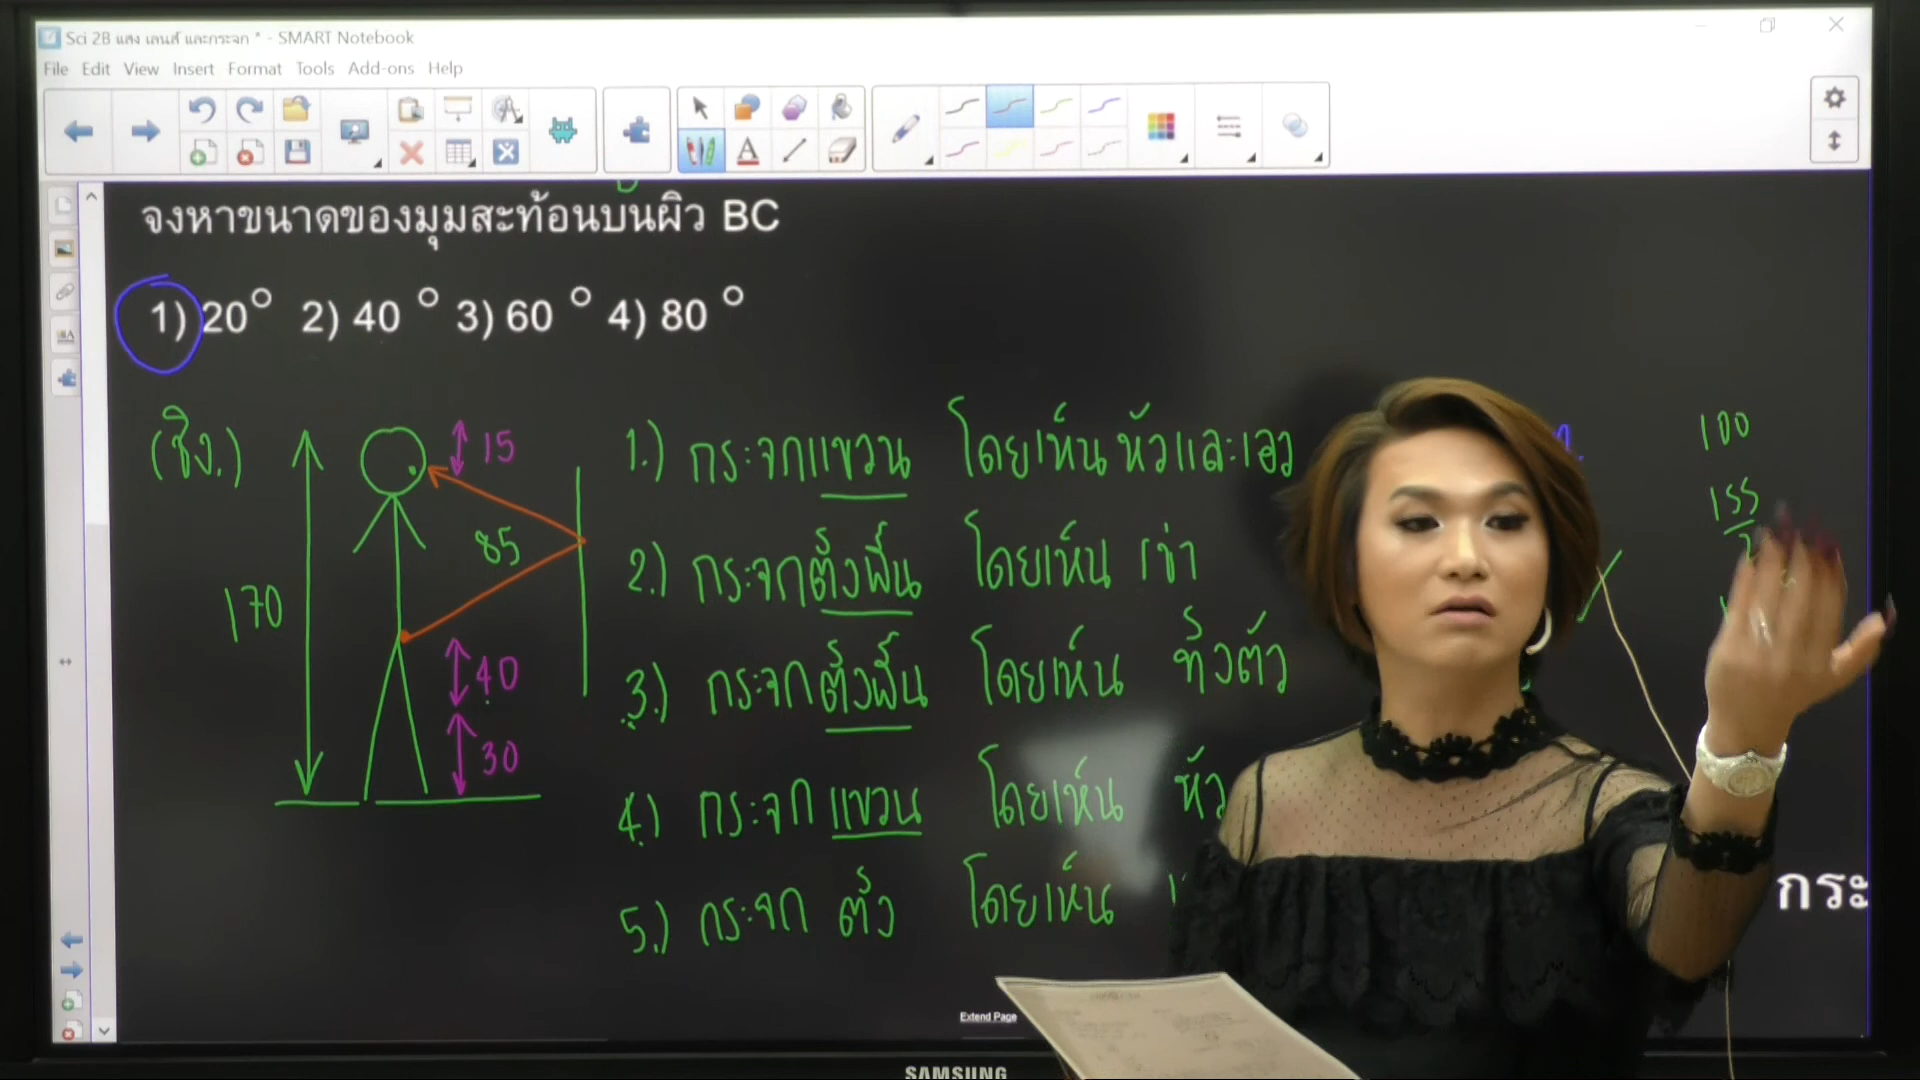 Sci 2B แสง เลนส์ และกระจก * - SMART Notebook
File Edit View Insert Format Tools Add-ons Help
จงหาขนาดของมุมสะท้อนบนผิว BC
1) 20° 2) 40° 3) 60° 4) 80°
(ชิง.)
15
85
170
40
30
1.) กระจกแขวน โดยเห็น หัวและเอว
2.) กระจกตั้งพื้น โดยเห็น เข่า
3.) กระจกตั้งพื้น โดยเห็น ทั้งตัว
4.) กระจก แขวน โดยเห็น หัว
5.) กระจก ตั้ง โดยเห็น
100
155
2
กระ
Extend Page
SAMSUNG